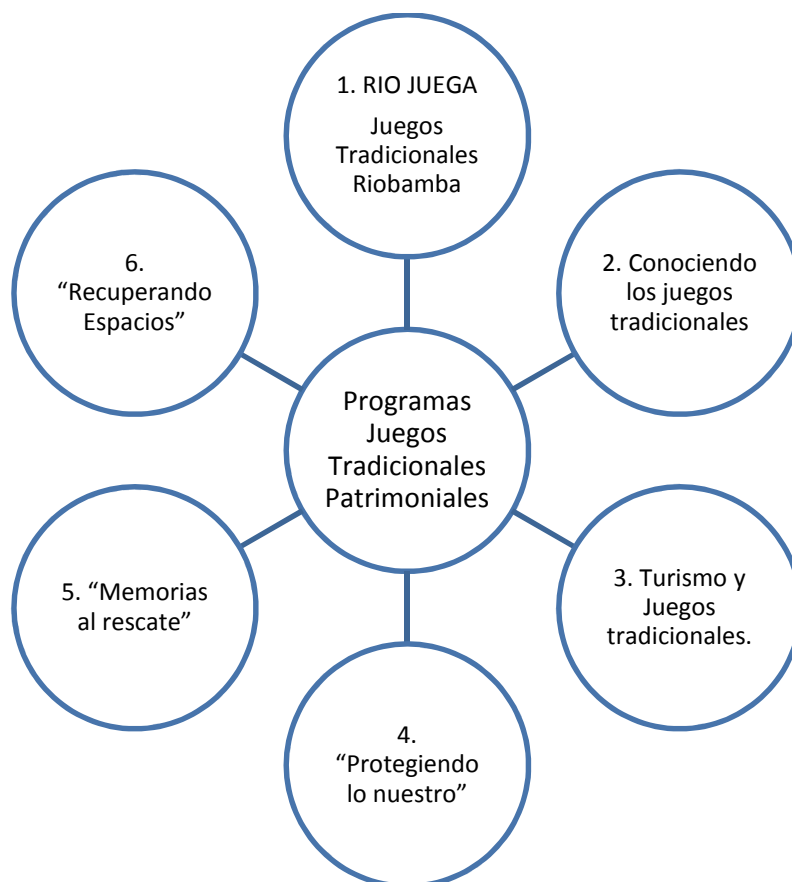 1. RIO JUEGA
Juegos
Tradicionales
Riobamba
2. Conociendo
los juegos
tradicionales
3. Turismo y
Juegos
tradicionales.
4.
“Protegiendo
lo nuestro”
5. “Memorias
al rescate”
6.
“Recuperando
Espacios”
Programas
Juegos
Tradicionales
Patrimoniales